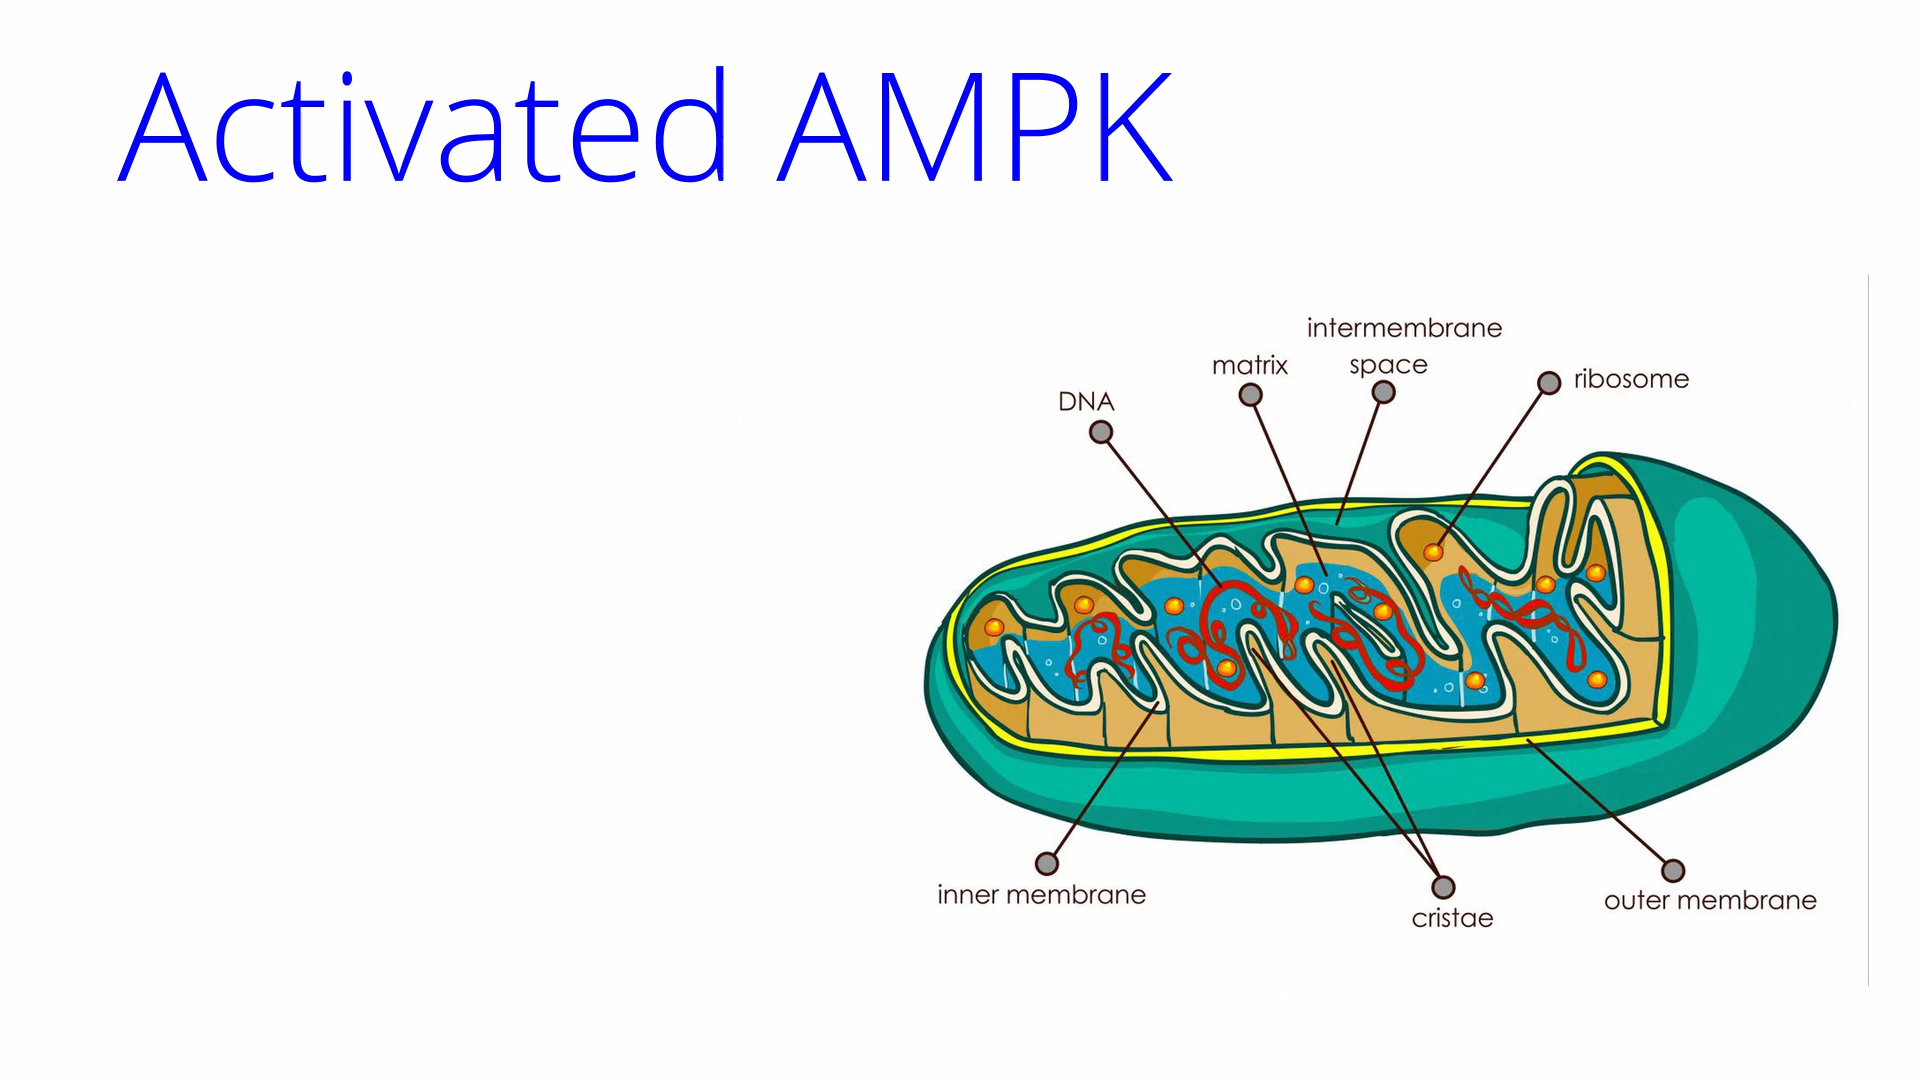 Activated AMPK
intermembrane
space
matrix
ribosome
DNA
inner membrane
cristae
outer membrane